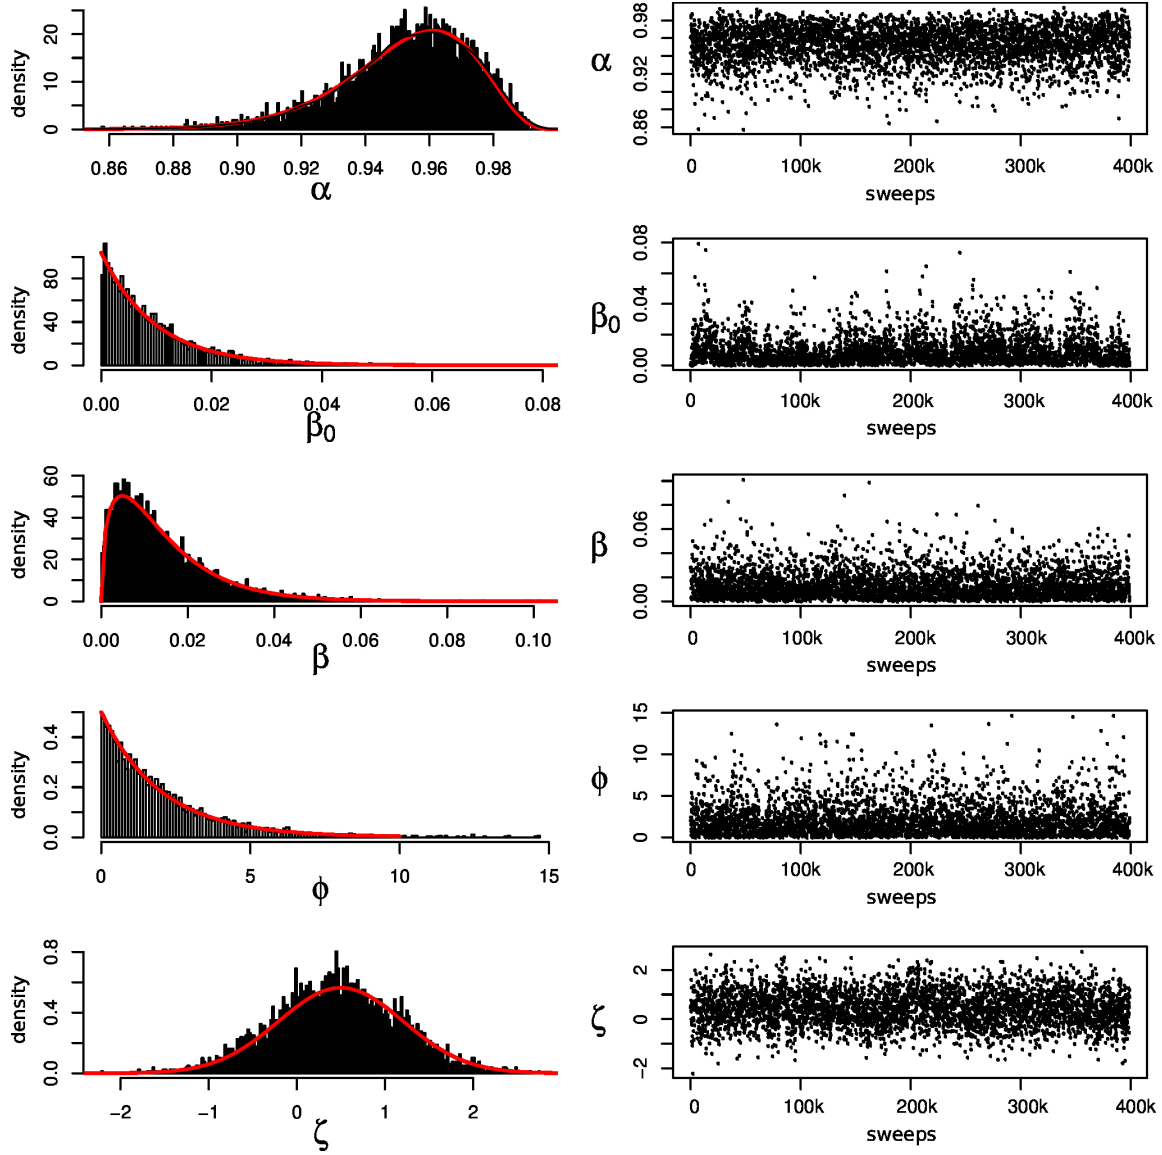 density
0 10 20
0.86 0.88 0.90 0.92 0.94 0.96 0.98
α
α
0.86 0.92 0.98
0 100k 200k 300k 400k
sweeps
density
0 40 80
0.00 0.02 0.04 0.06 0.08
β0
β0
0.00 0.04 0.08
0 100k 200k 300k 400k
sweeps
density
0 20 40 60
0.00 0.02 0.04 0.06 0.08 0.10
β
β
0.00 0.06
0 100k 200k 300k 400k
sweeps
density
0.0 0.2 0.4
0 5 10 15
ϕ
ϕ
0 5 10 15
0 100k 200k 300k 400k
sweeps
density
0.0 0.4 0.8
−2 −1 0 1 2
ζ
ζ
−2 0 2
0 100k 200k 300k 400k
sweeps